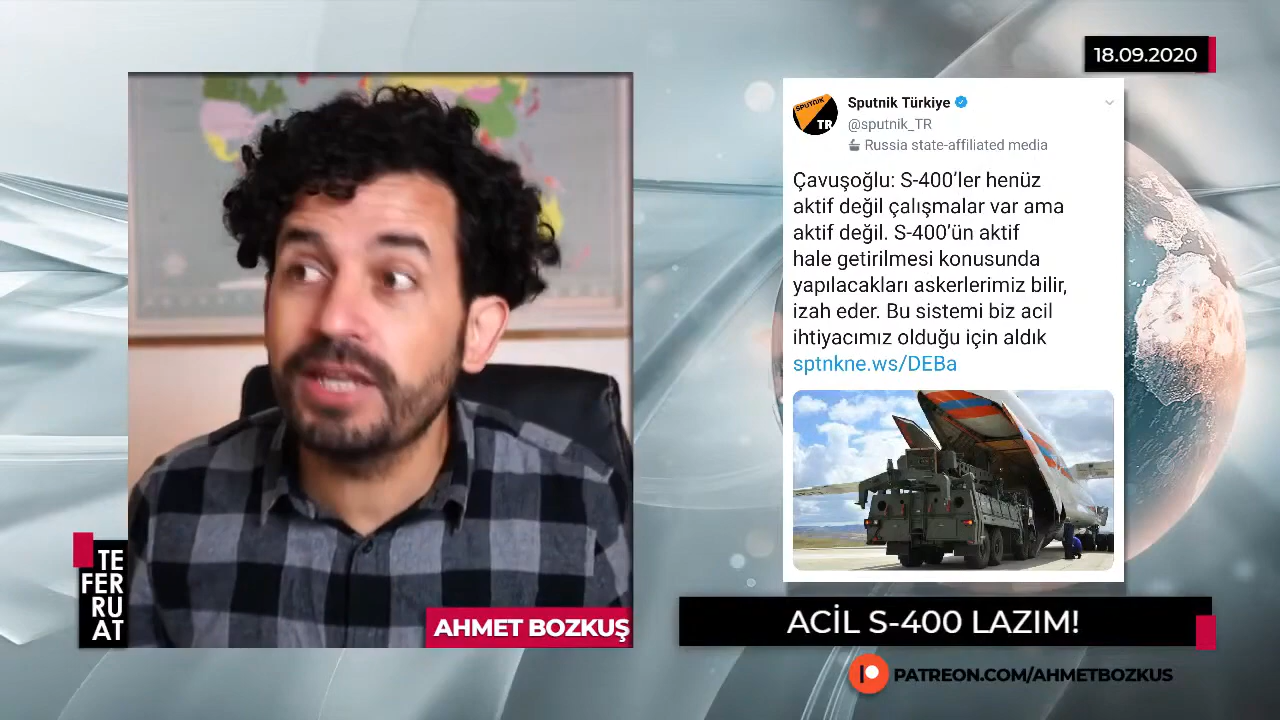 18.09.2020
SPUTNIK
TR
Sputnik Türkiye
@sputnik_TR
Russia state-affiliated media
Çavuşoğlu: S-400’ler henüz
aktif değil çalışmalar var ama
aktif değil. S-400’ün aktif
hale getirilmesi konusunda
yapılacakları askerlerimiz bilir,
izah eder. Bu sistemi biz acil
ihtiyacımız olduğu için aldık
sptnkne.ws/DEBa
TE
FER
RU
AT
AHMET BOZKUŞ
ACİL S-400 LAZIM!
PATREON.COM/AHMETBOZKUS